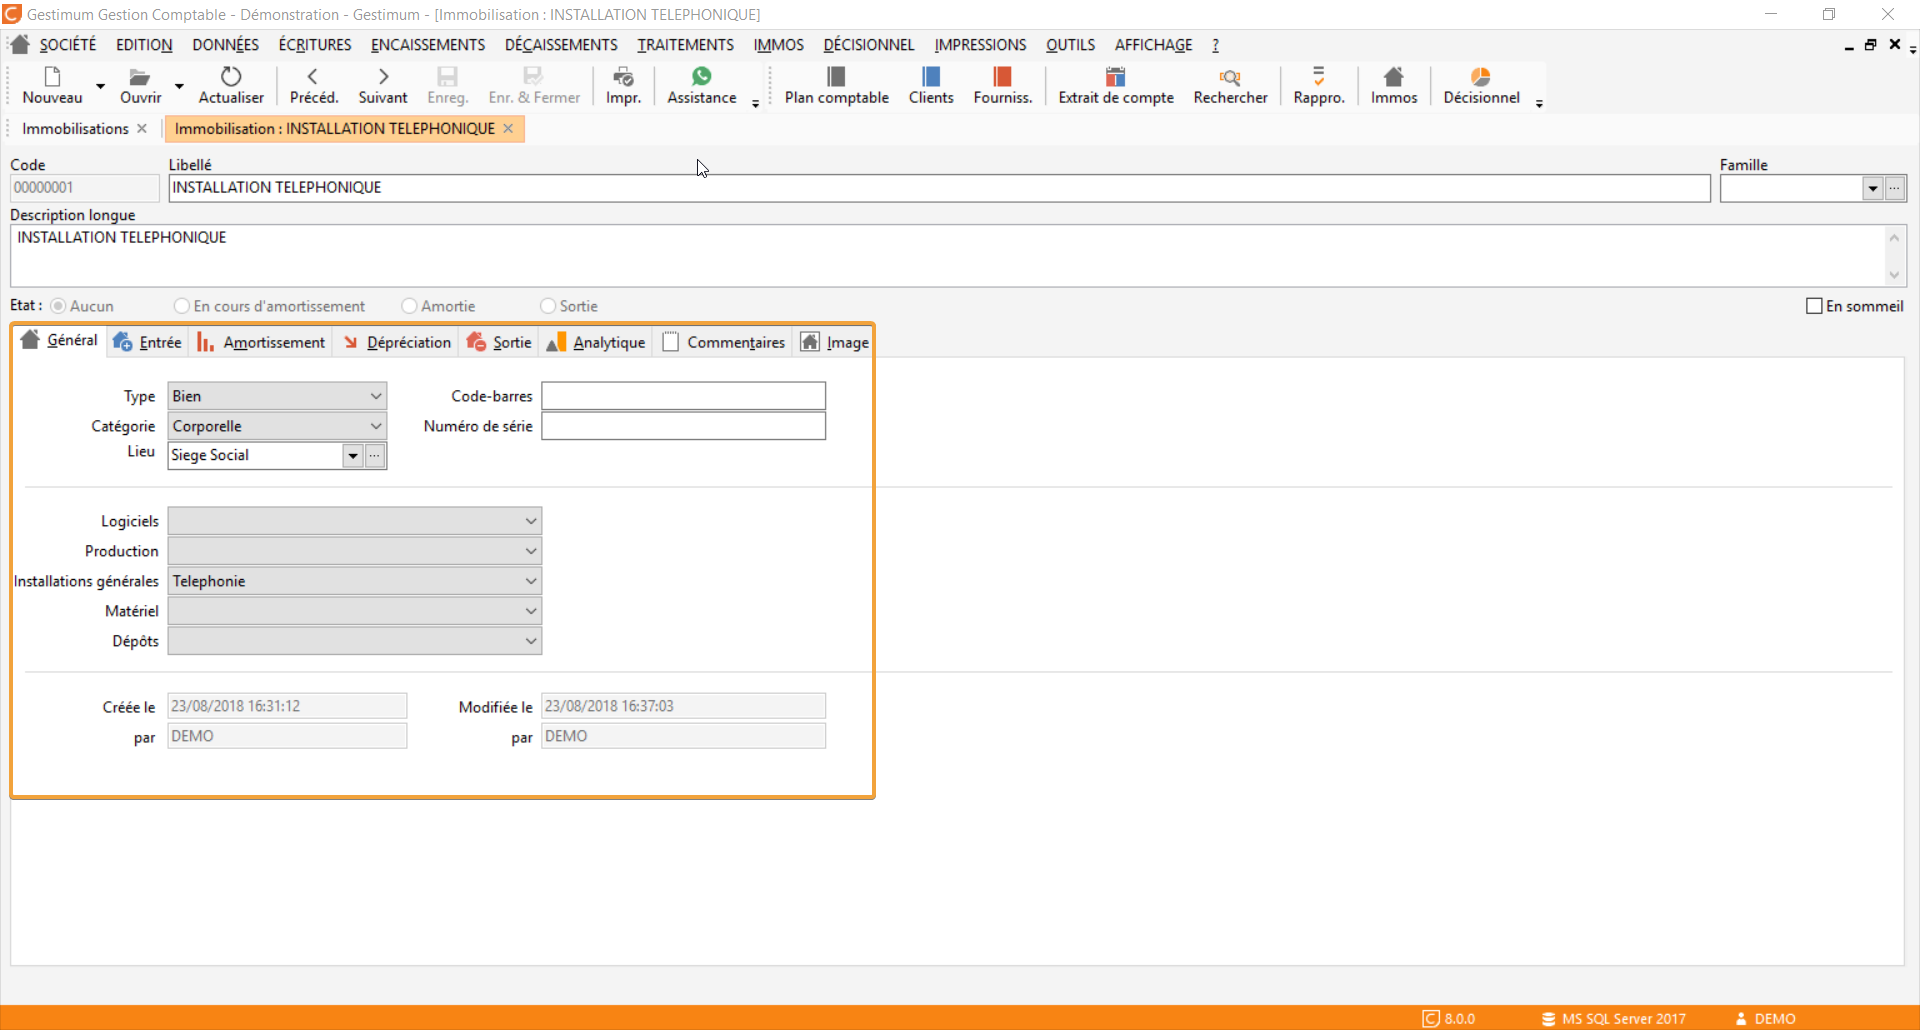 Gestimum Gestion Comptable - Démonstration - Gestimum - [Immobilisation : INSTALLATION TELEPHONIQUE]
SOCIÉTÉ EDITION DONNÉES ÉCRITURES ENCAISSEMENTS DÉCAISSEMENTS TRAITEMENTS IMMOS DÉCISIONNEL IMPRESSIONS OUTILS AFFICHAGE ?
Nouveau Ouvrir Actualiser Précéd. Suivant Enreg. Enr. & Fermer Impr. Assistance Plan comptable Clients Fourniss. Extrait de compte Rechercher Rappro. Immos Décisionnel
Immobilisations Immobilisation : INSTALLATION TELEPHONIQUE
Code Libellé Famille
00000001 INSTALLATION TELEPHONIQUE
Description longue
INSTALLATION TELEPHONIQUE
Etat : Aucun En cours d'amortissement Amortie Sortie En sommeil
Général Entrée Amortissement Dépréciation Sortie Analytique Commentaires Image
Type Bien Code-barres
Catégorie Corporelle Numéro de série
Lieu Siege Social
Logiciels
Production
Installations générales Telephonie
Matériel
Dépôts
Créée le 23/08/2018 16:31:12 Modifiée le 23/08/2018 16:37:03
par DEMO par DEMO
8.0.0 MS SQL Server 2017 DEMO